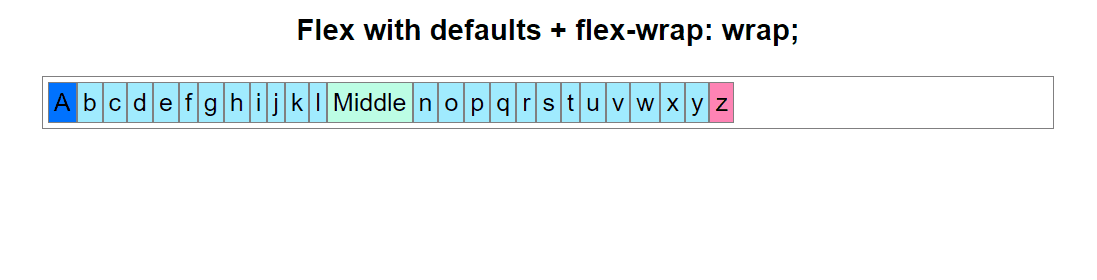 Flex with defaults + flex-wrap: wrap;
A b c d e f g h i j k l Middle n o p q r s t u v w x y z